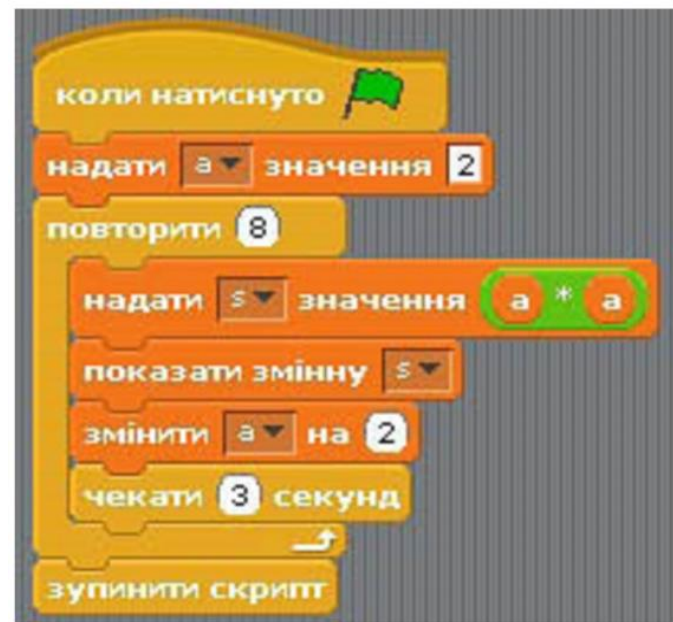 коли натиснуто
надати a значення 2
повторити 8
надати s значення a * a
показати змінну s
змінити a на 2
чекати 3 секунд
зупинити скрипт